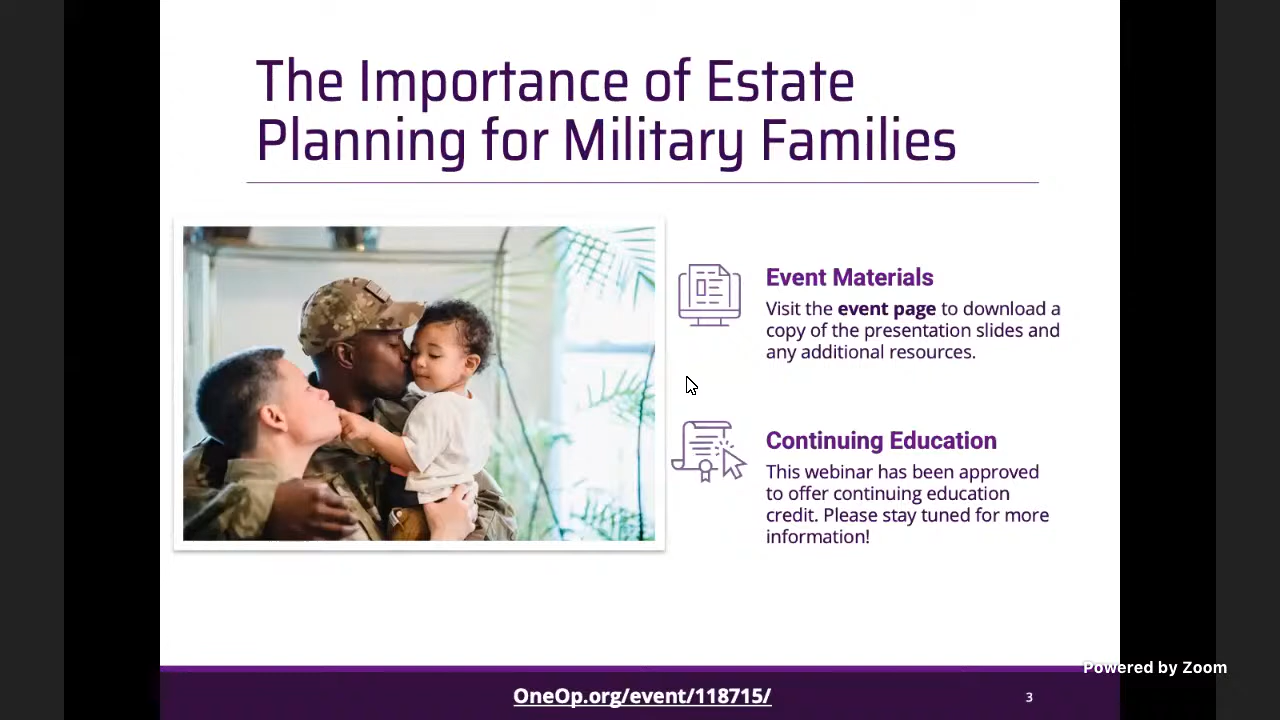 The Importance of Estate
Planning for Military Families
Event Materials
Visit the event page to download a
copy of the presentation slides and
any additional resources.
Continuing Education
This webinar has been approved
to offer continuing education
credit. Please stay tuned for more
information!
Powered by Zoom
OneOp.org/event/118715/
3